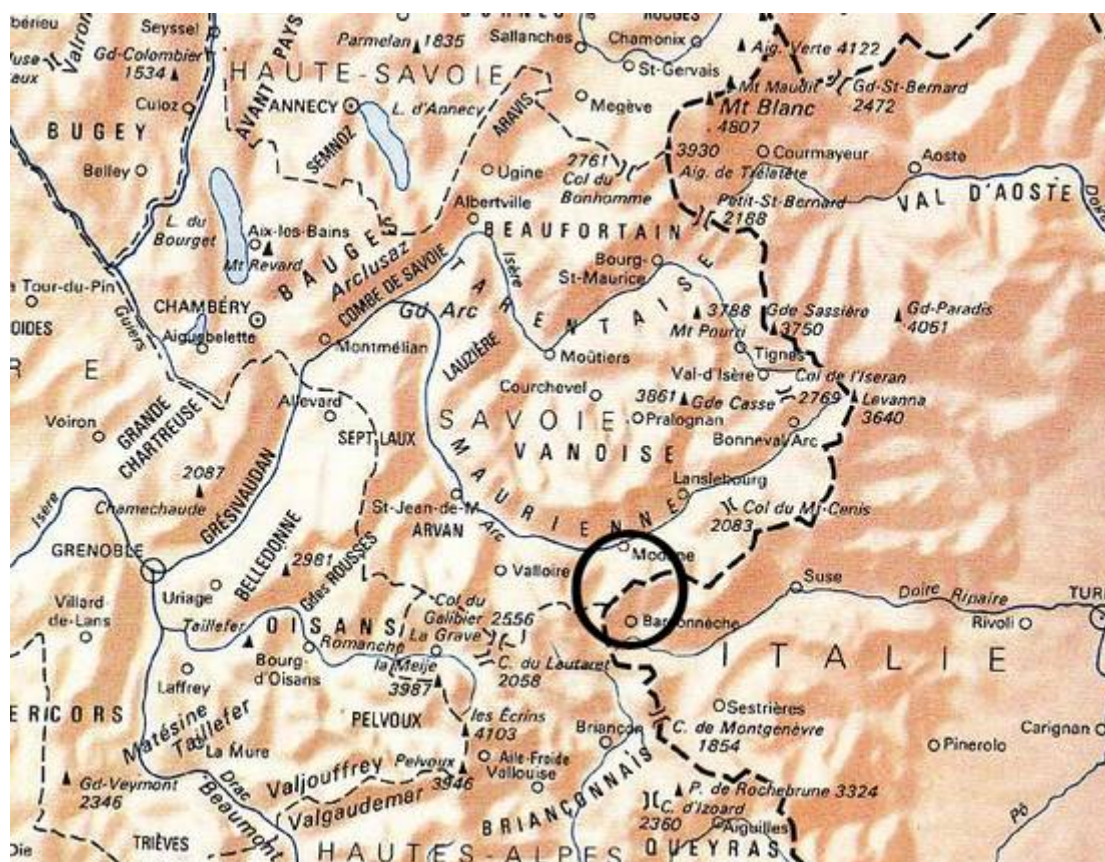 BORNES
ROUGES
Seyssel
Gd-Colombier
1534
Valrom
Parmelan 1835
Sallanches
Chamonix
Aig. Verte 4122
HAUTE-SAVOIE
St-Gervais
Mt Maudit
Gd-St-Bernard
2472
Culoz
AVANT PAYS
ANNECY
L. d'Annecy
ARAVIS
Megève
Mt Blanc
4807
BUGEY
SEMNOZ
Belley
Ugine
2761
Col du
Bonhomme
3930
Aig. de Trélatête
Courmayeur
Aoste
Petit-St-Bernard
2188
VAL D'AOSTE
L. du
Bourget
Aix-les-Bains
Mt Revard
BAUGES
Arclusaz
Albertville
BEAUFORTAIN
Isère
Bourg-
St-Maurice
La Tour-du-Pin
CHAMBÉRY
COMBE DE SAVOIE
Gd Arc
TARENTAISE
3788
Mt Pourri
Gde Sassière
3750
Gd-Paradis
4061
Guiers
Aiguebelette
Montmélian
LAUZIÈRE
Moûtiers
Tignes
Val-d'Isère
Col de l'Iseran
2769
Levanna
3640
Courchevel
3861
Gde Casse
Pralognan
Bonneval/Arc
Voiron
GRANDE
CHARTREUSE
Allevard
SEPT LAUX
SAVOIE
VANOISE
MAURIENNE
2087
Chamechaude
GRÉSIVAUDAN
Lanslebourg
Col du Mt-Cenis
2083
Isère
St-Jean-de-M.
ARVAN
Arc
GRENOBLE
BELLEDONNE
2981
Gdes ROUSSES
Modane
Valloire
Uriage
Suse
Doire Ripaire
TURIN
Rivoli
Villard-
de-Lans
Taillefer
OISANS
Romanche
Col du
Galibier
2556
La Grave
Bardonnèche
ITALIE
Bourg-
d'Oisans
la Meije
3987
C. du Lautaret
2058
Laffrey
VERCORS
Matésine
Taillefer
La Mure
PELVOUX
les Écrins
4103
Briançon
Sestrières
C. de Montgenèvre
1854
Carignan
Pinerolo
Gd-Veymont
2346
Drac
Beaumont
Valjouffrey
Valgaudemar
Pelvoux
3946
Aile-Froide
Vallouise
BRIANÇONNAIS
P. de Rochebrune 3324
C. d'Izoard
2360
Aiguilles
QUEYRAS
Pô
Die
TRIÈVES
HAUTES-ALPES